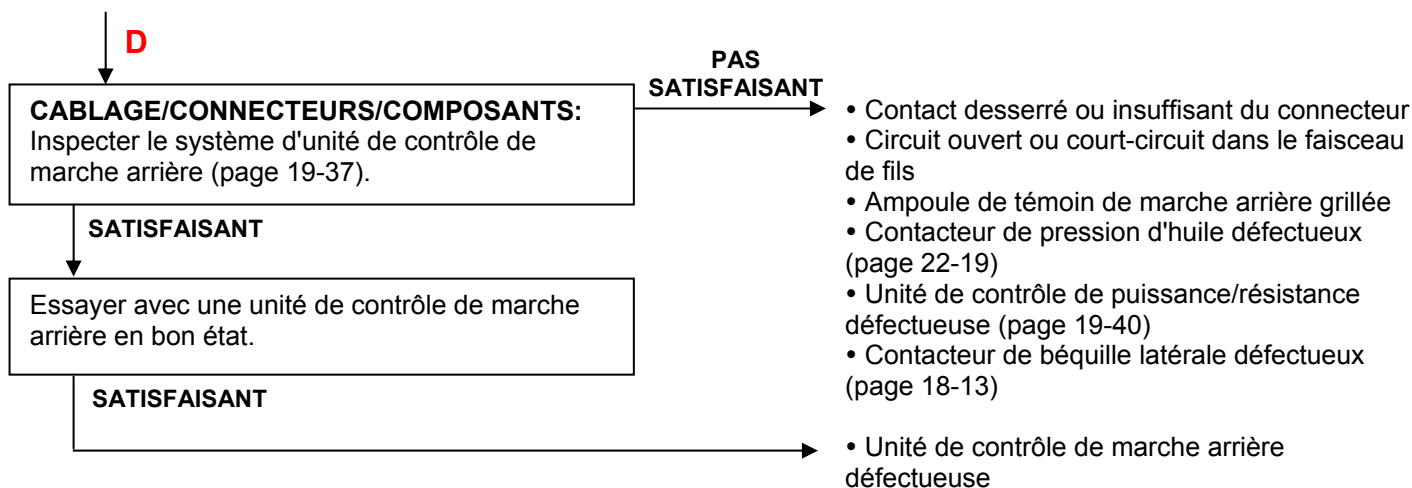 D
PAS
SATISFAISANT
CABLAGE/CONNECTEURS/COMPOSANTS:
Inspecter le système d'unité de contrôle de
marche arrière (page 19-37).
• Contact desserré ou insuffisant du connecteur
• Circuit ouvert ou court-circuit dans le faisceau
de fils
• Ampoule de témoin de marche arrière grillée
• Contacteur de pression d'huile défectueux
(page 22-19)
• Unité de contrôle de puissance/résistance
défectueuse (page 19-40)
• Contacteur de béquille latérale défectueux
(page 18-13)
SATISFAISANT
Essayer avec une unité de contrôle de marche
arrière en bon état.
SATISFAISANT
• Unité de contrôle de marche arrière
défectueuse